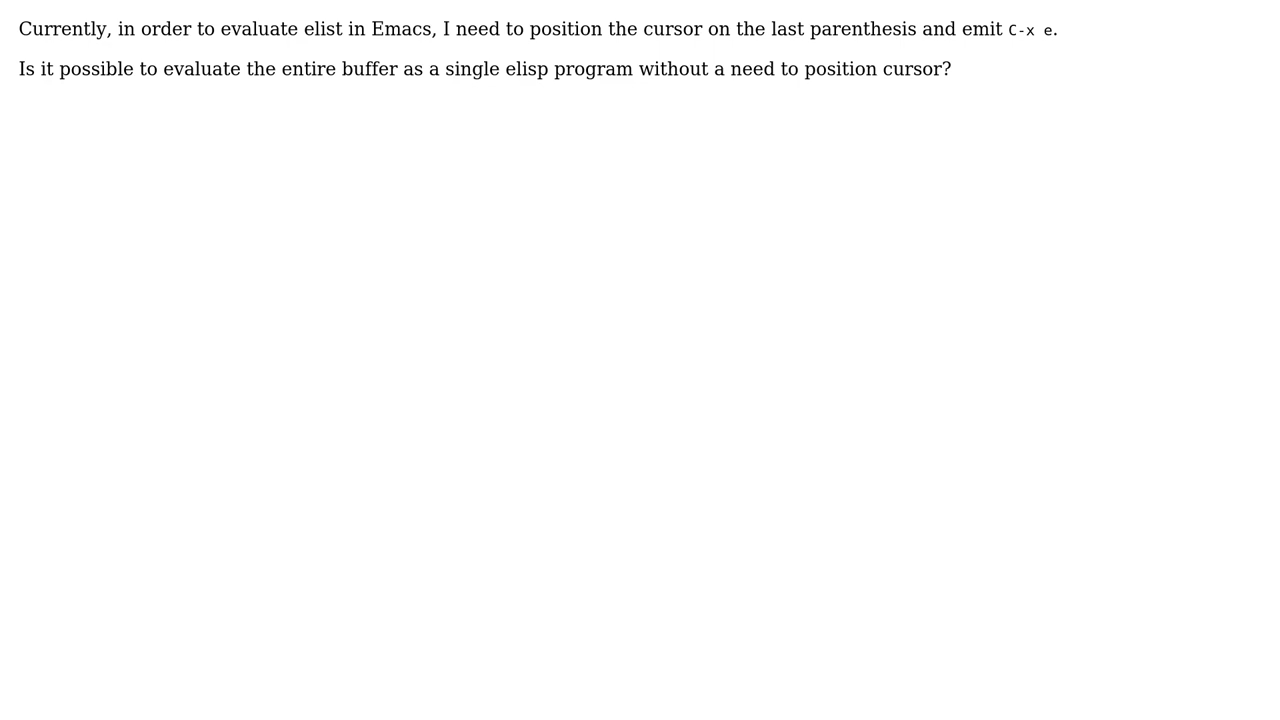 Currently, in order to evaluate elist in Emacs, I need to position the cursor on the last parenthesis and emit C-x e.
Is it possible to evaluate the entire buffer as a single elisp program without a need to position cursor?